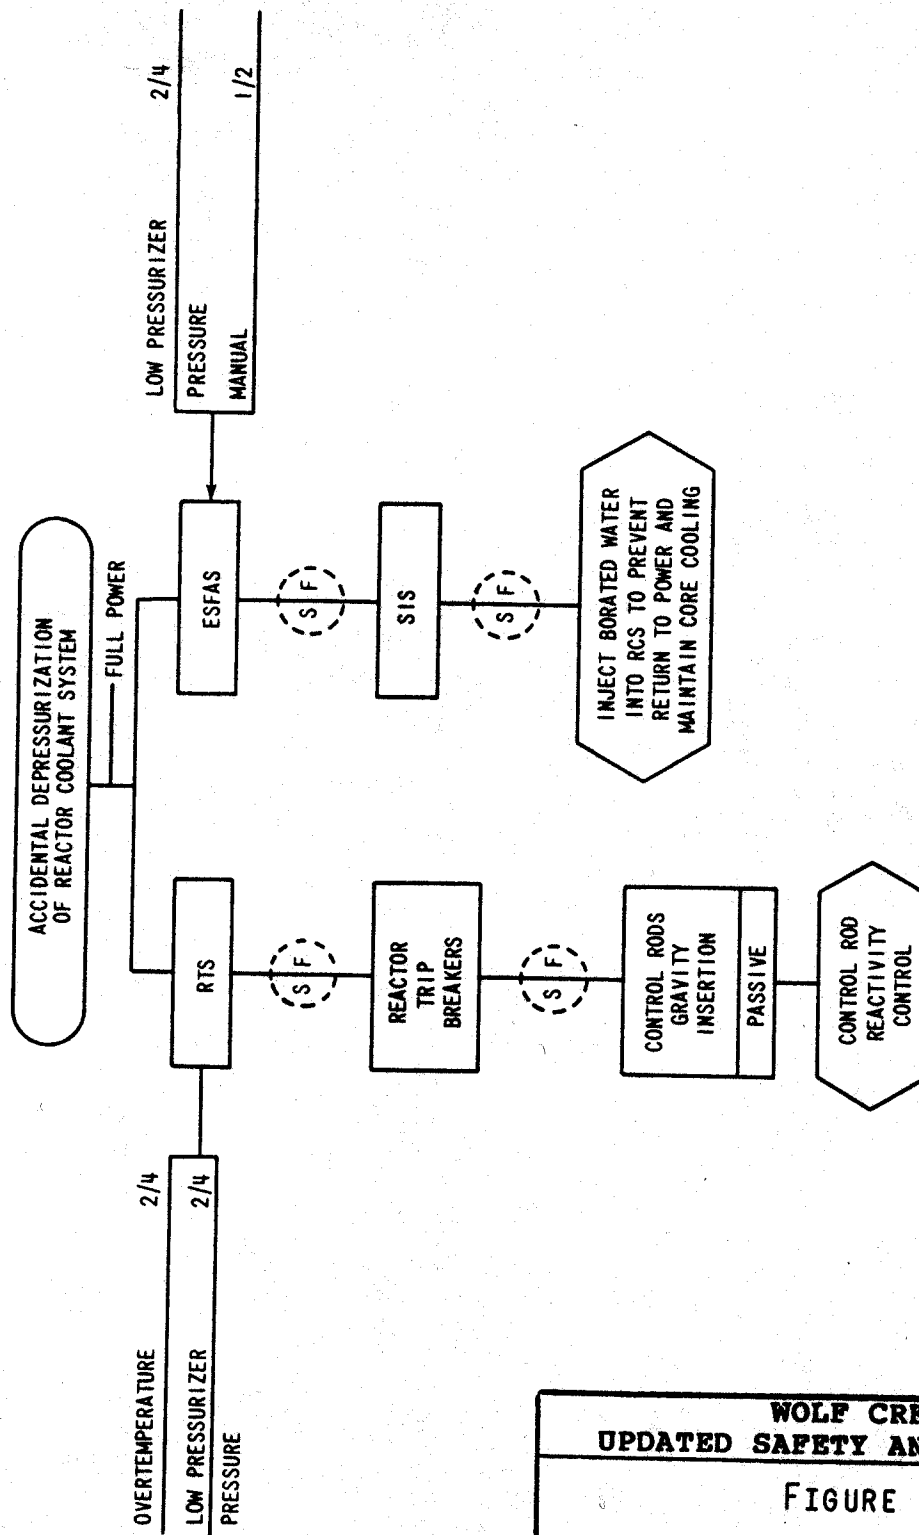 ACCIDENTAL DEPRESSURIZATION
OF REACTOR COOLANT SYSTEM
FULL POWER
OVERTEMPERATURE 2/4
LOW PRESSURIZER 2/4
PRESSURE
RTS
ESFAS
LOW PRESSURIZER 2/4
PRESSURE
MANUAL 1/2
S F
S F
REACTOR
TRIP
BREAKERS
SIS
S F
S F
CONTROL RODS
GRAVITY
INSERTION
PASSIVE
INJECT BORATED WATER
INTO RCS TO PREVENT
RETURN TO POWER AND
MAINTAIN CORE COOLING
CONTROL ROD
REACTIVITY
CONTROL
WOLF CRE
UPDATED SAFETY AN
FIGURE